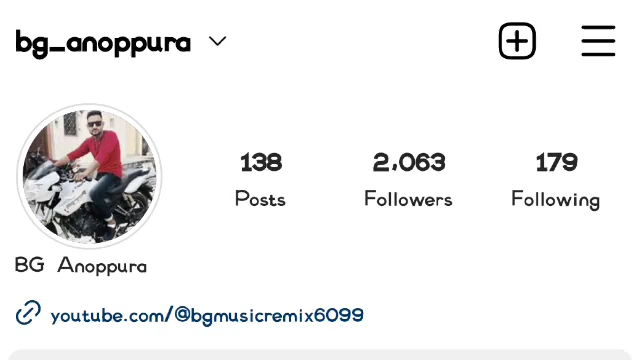 bg_anoppura
138 2,063 179
Posts Followers Following
BG Anoppura
youtube.com/@bgmusicremix6099